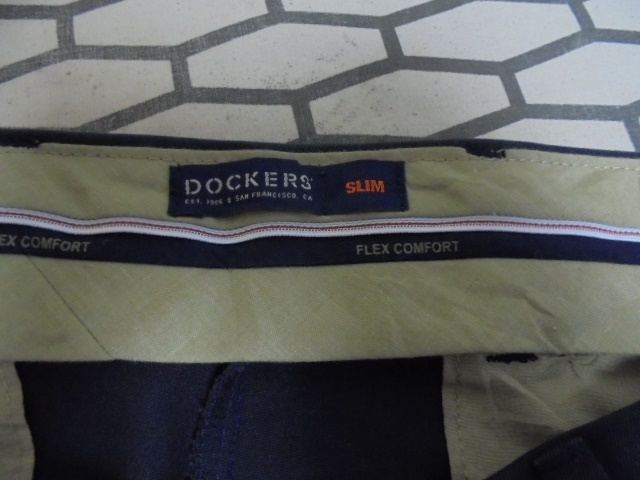 DOCKERS SLIM
EST. 1986 SAN FRANCISCO, CA
FLEX COMFORT
FLEX COMFORT